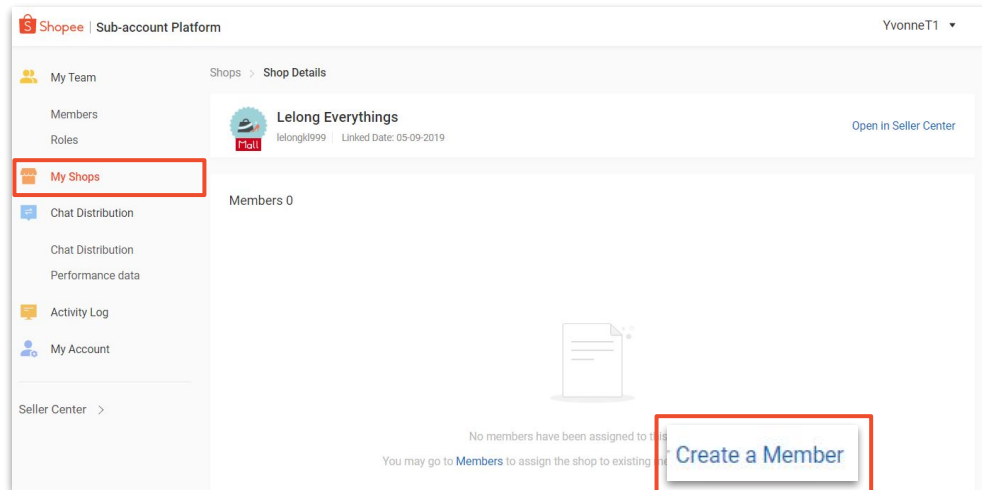 Shopee | Sub-account Platform
YvonneT1
My Team
Members
Roles
My Shops
Chat Distribution
Chat Distribution
Performance data
Activity Log
My Account
Seller Center >
Shops > Shop Details
Lelong Everythings
lelongkl999 | Linked Date: 05-09-2019
Mall
Open in Seller Center
Members 0
No members have been assigned to
You may go to Members to assign the shop to existing
Create a Member